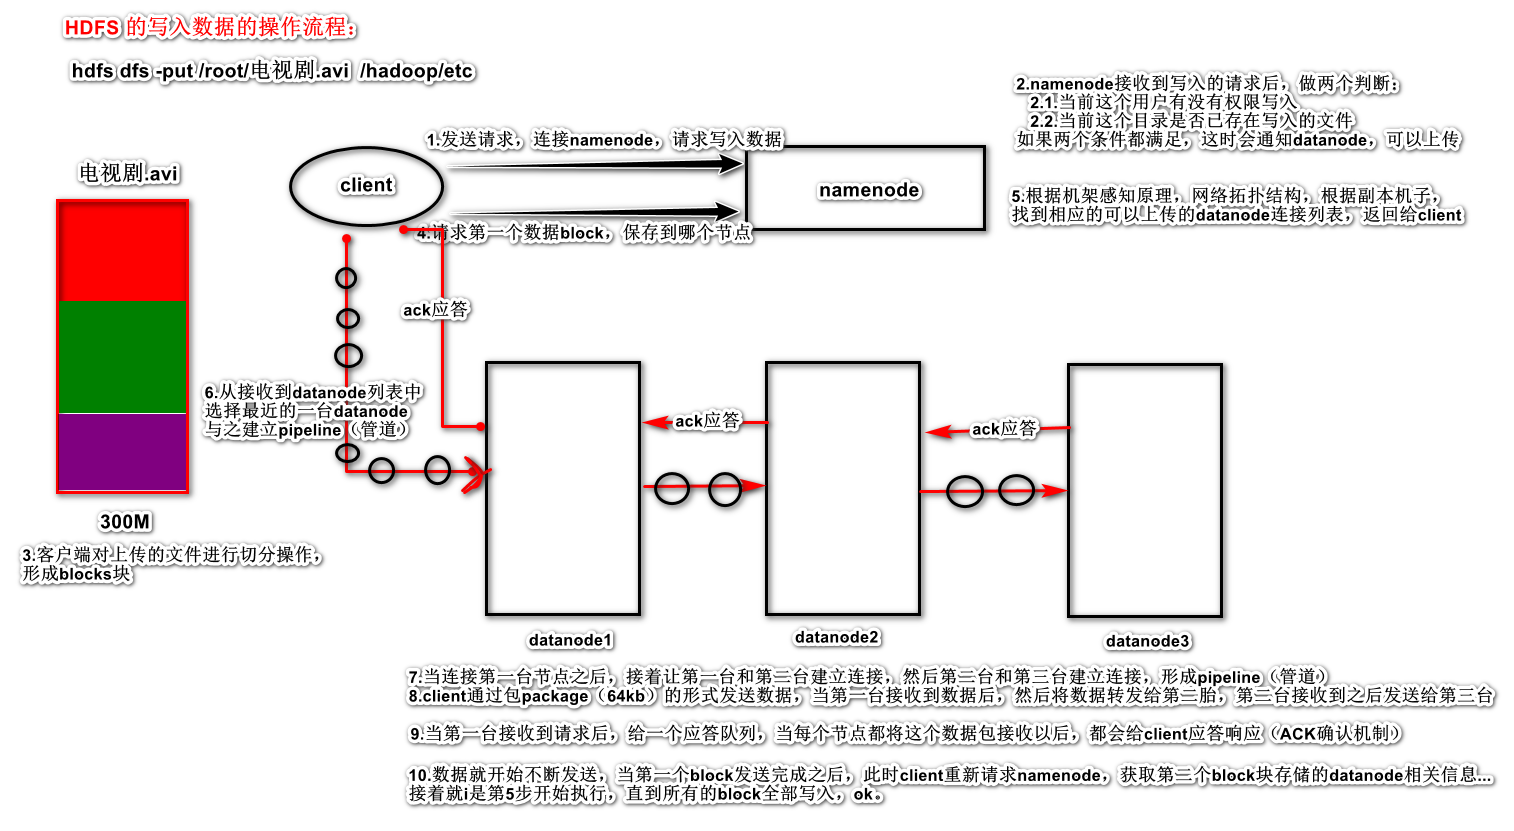 HDFS 的写入数据的操作流程：
hdfs dfs -put /root/电视剧.avi /hadoop/etc
2.namenode接收到写入的请求后，做两个判断：
2.1.当前这个用户有没有权限写入
2.2.当前这个目录是否已存在写入的文件
如果两个条件都满足，这时会通知datanode，可以上传
1.发送请求，连接namenode，请求写入数据
电视剧.avi
client
namenode
5.根据机架感知原理，网络拓扑结构，根据副本机子，
找到相应的可以上传的datanode连接列表，返回给client
4.请求第一个数据block，保存到哪个节点
ack应答
6.从接收到datanode列表中
选择最近的一台datanode
与之建立pipeline（管道）
ack应答
ack应答
300M
3.客户端对上传的文件进行切分操作，
形成blocks块
datanode1
datanode2
datanode3
7.当连接第一台节点之后，接着让第一台和第二台建立连接，然后第二台和第三台建立连接，形成pipeline（管道）
8.client通过包package（64kb）的形式发送数据，当第一台接收到数据后，然后将数据转发给第二胎，第二台接收到之后发送给第三台
9.当第一台接收到请求后，给一个应答队列，当每个节点都将这个数据包接收以后，都会给client应答响应（ACK确认机制）
10.数据就开始不断发送，当第一个block发送完成之后，此时client重新请求namenode，获取第二个block块存储的datanode相关信息...
接着就i是第5步开始执行，直到所有的block全部写入，ok。